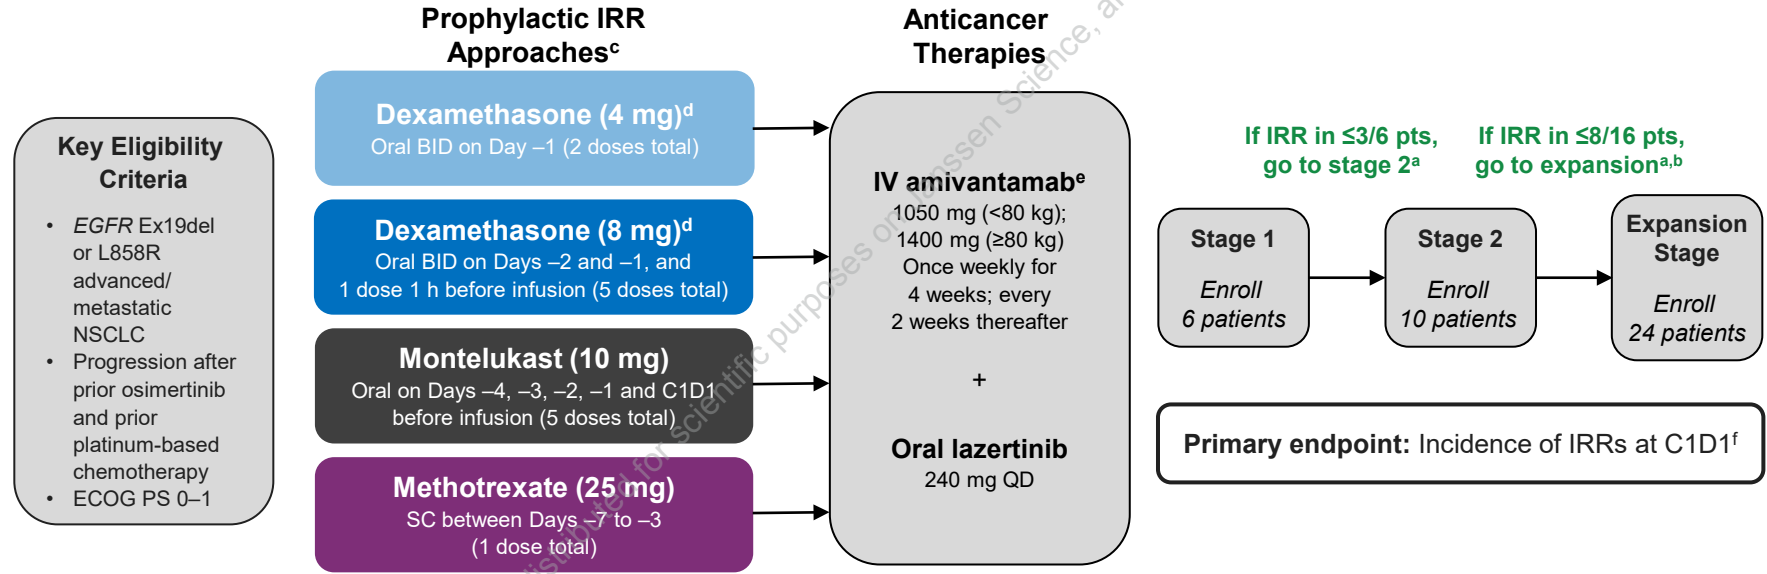 Key Eligibility
Criteria
• EGFR Ex19del
or L858R
advanced/
metastatic
NSCLC
• Progression after
prior osimertinib
and prior
platinum-based
chemotherapy
• ECOG PS 0–1
Prophylactic IRR
Approachesᶜ
Dexamethasone (4 mg)ᵈ
Oral BID on Day –1 (2 doses total)
Dexamethasone (8 mg)ᵈ
Oral BID on Days –2 and –1, and
1 dose 1 h before infusion (5 doses total)
Montelukast (10 mg)
Oral on Days –4, –3, –2, –1 and C1D1
before infusion (5 doses total)
Methotrexate (25 mg)
SC between Days –7 to –3
(1 dose total)
Anticancer
Therapies
IV amivantamabᵉ
1050 mg (<80 kg);
1400 mg (≥80 kg)
Once weekly for
4 weeks; every
2 weeks thereafter
+
Oral lazertinib
240 mg QD
If IRR in ≤3/6 pts,
go to stage 2ᵃ
If IRR in ≤8/16 pts,
go to expansionᵃ,ᵇ
Stage 1
Enroll
6 patients
Stage 2
Enroll
10 patients
Expansion
Stage
Enroll
24 patients
Primary endpoint: Incidence of IRRs at C1D1ᶠ
distributed for scientific purposes on Janssen Science,